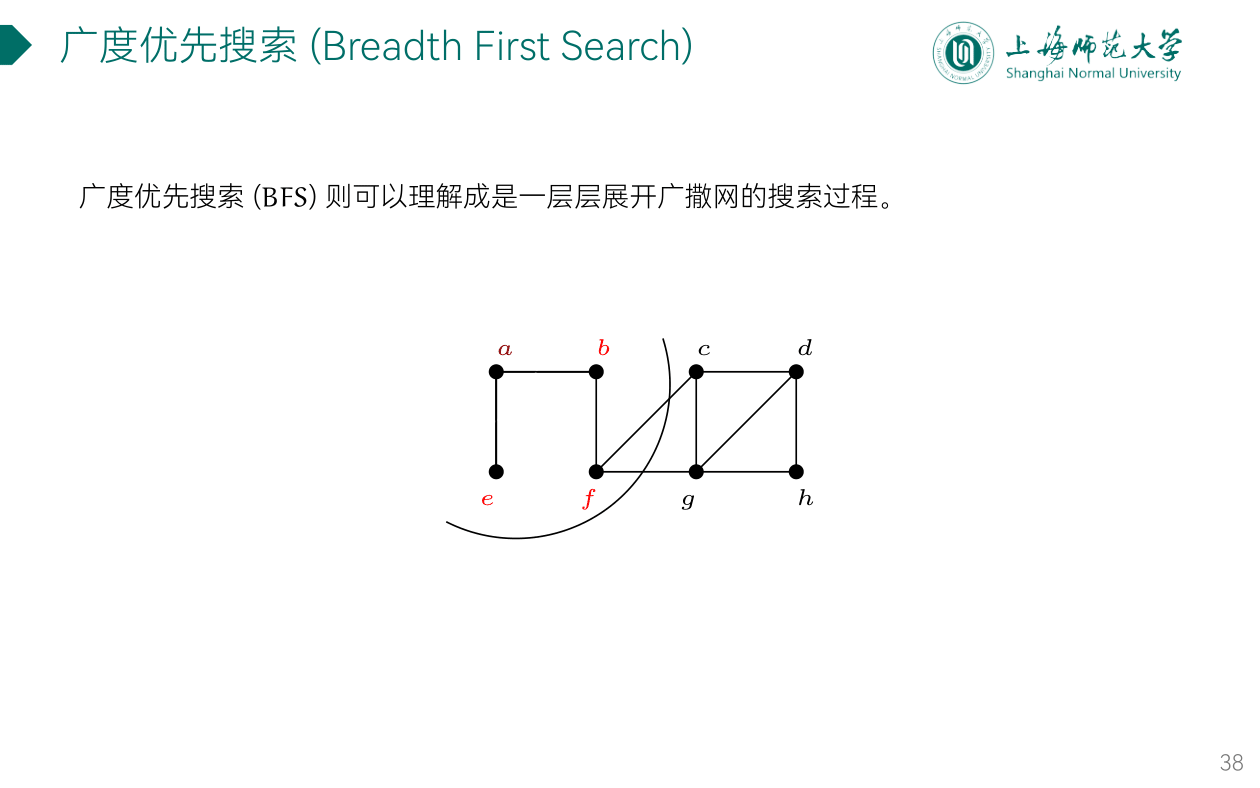 广度优先搜索 (Breadth First Search)
上海师范大学
Shanghai Normal University
广度优先搜索 (BFS) 则可以理解成是一层层展开广撒网的搜索过程。
a b c d
e f g h
38